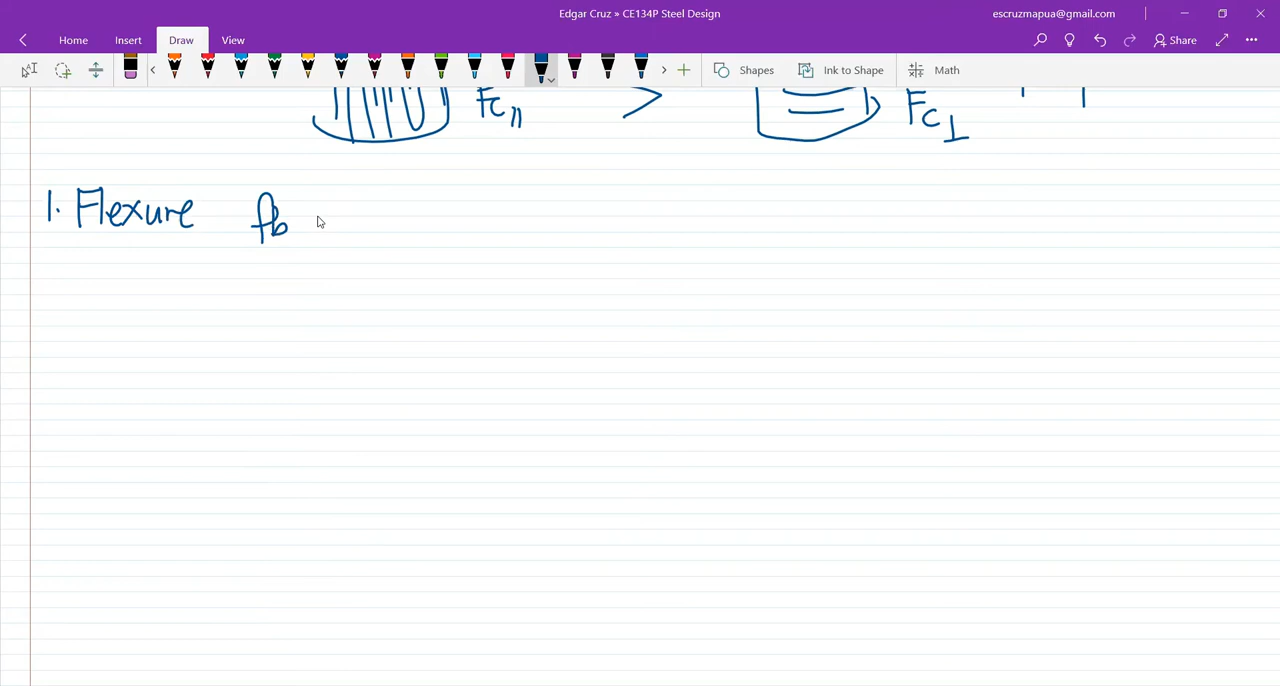 Edgar Cruz » CE134P Steel Design
escruzmapua@gmail.com
Home Insert Draw View
Share
Shapes Ink to Shape Math
Fc∥ > Fc⊥
1. Flexure fb